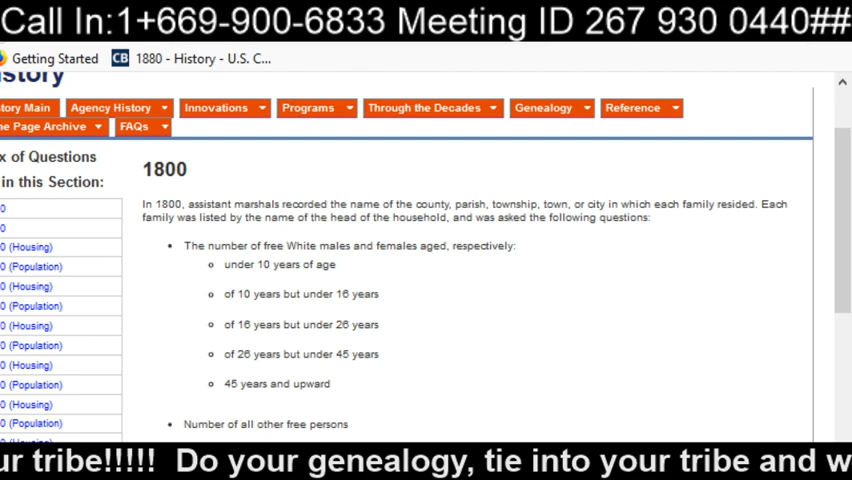 Call In:1+669-900-6833 Meeting ID 267 930 0440##
Getting Started CB 1880 - History - U.S. C...
istory
story Main Agency History Innovations Programs Through the Decades Genealogy Reference
me Page Archive FAQs
x of Questions
in this Section:
0
0
0 (Housing)
0 (Population)
0 (Housing)
0 (Population)
0 (Housing)
0 (Population)
0 (Housing)
0 (Population)
0 (Housing)
0 (Population)
1800
In 1800, assistant marshals recorded the name of the county, parish, township, town, or city in which each family resided. Each
family was listed by the name of the head of the household, and was asked the following questions:
The number of free White males and females aged, respectively:
under 10 years of age
of 10 years but under 16 years
of 16 years but under 26 years
of 26 years but under 45 years
45 years and upward
Number of all other free persons
ur tribe!!!!! Do your genealogy, tie into your tribe and w